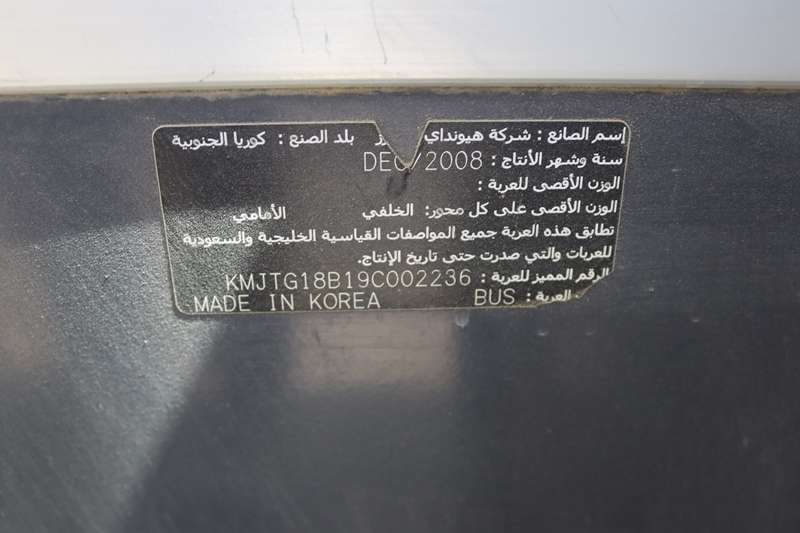 إسم الصانع : شركة هيونداي بلد الصنع : كوريا الجنوبية
سنة وشهر الأنتاج : DEC/2008
الوزن الأقصى للعربة :
الوزن الأقصى على كل محور: الخلفي الأمامي
تطابق هذه العربة جميع المواصفات القياسية الخليجية والسعودية
للعربات والتي صدرت حتى تاريخ الإنتاج.
الرقم المميز للعربة : KMJTG18B19C002236
العربة : BUS MADE IN KOREA